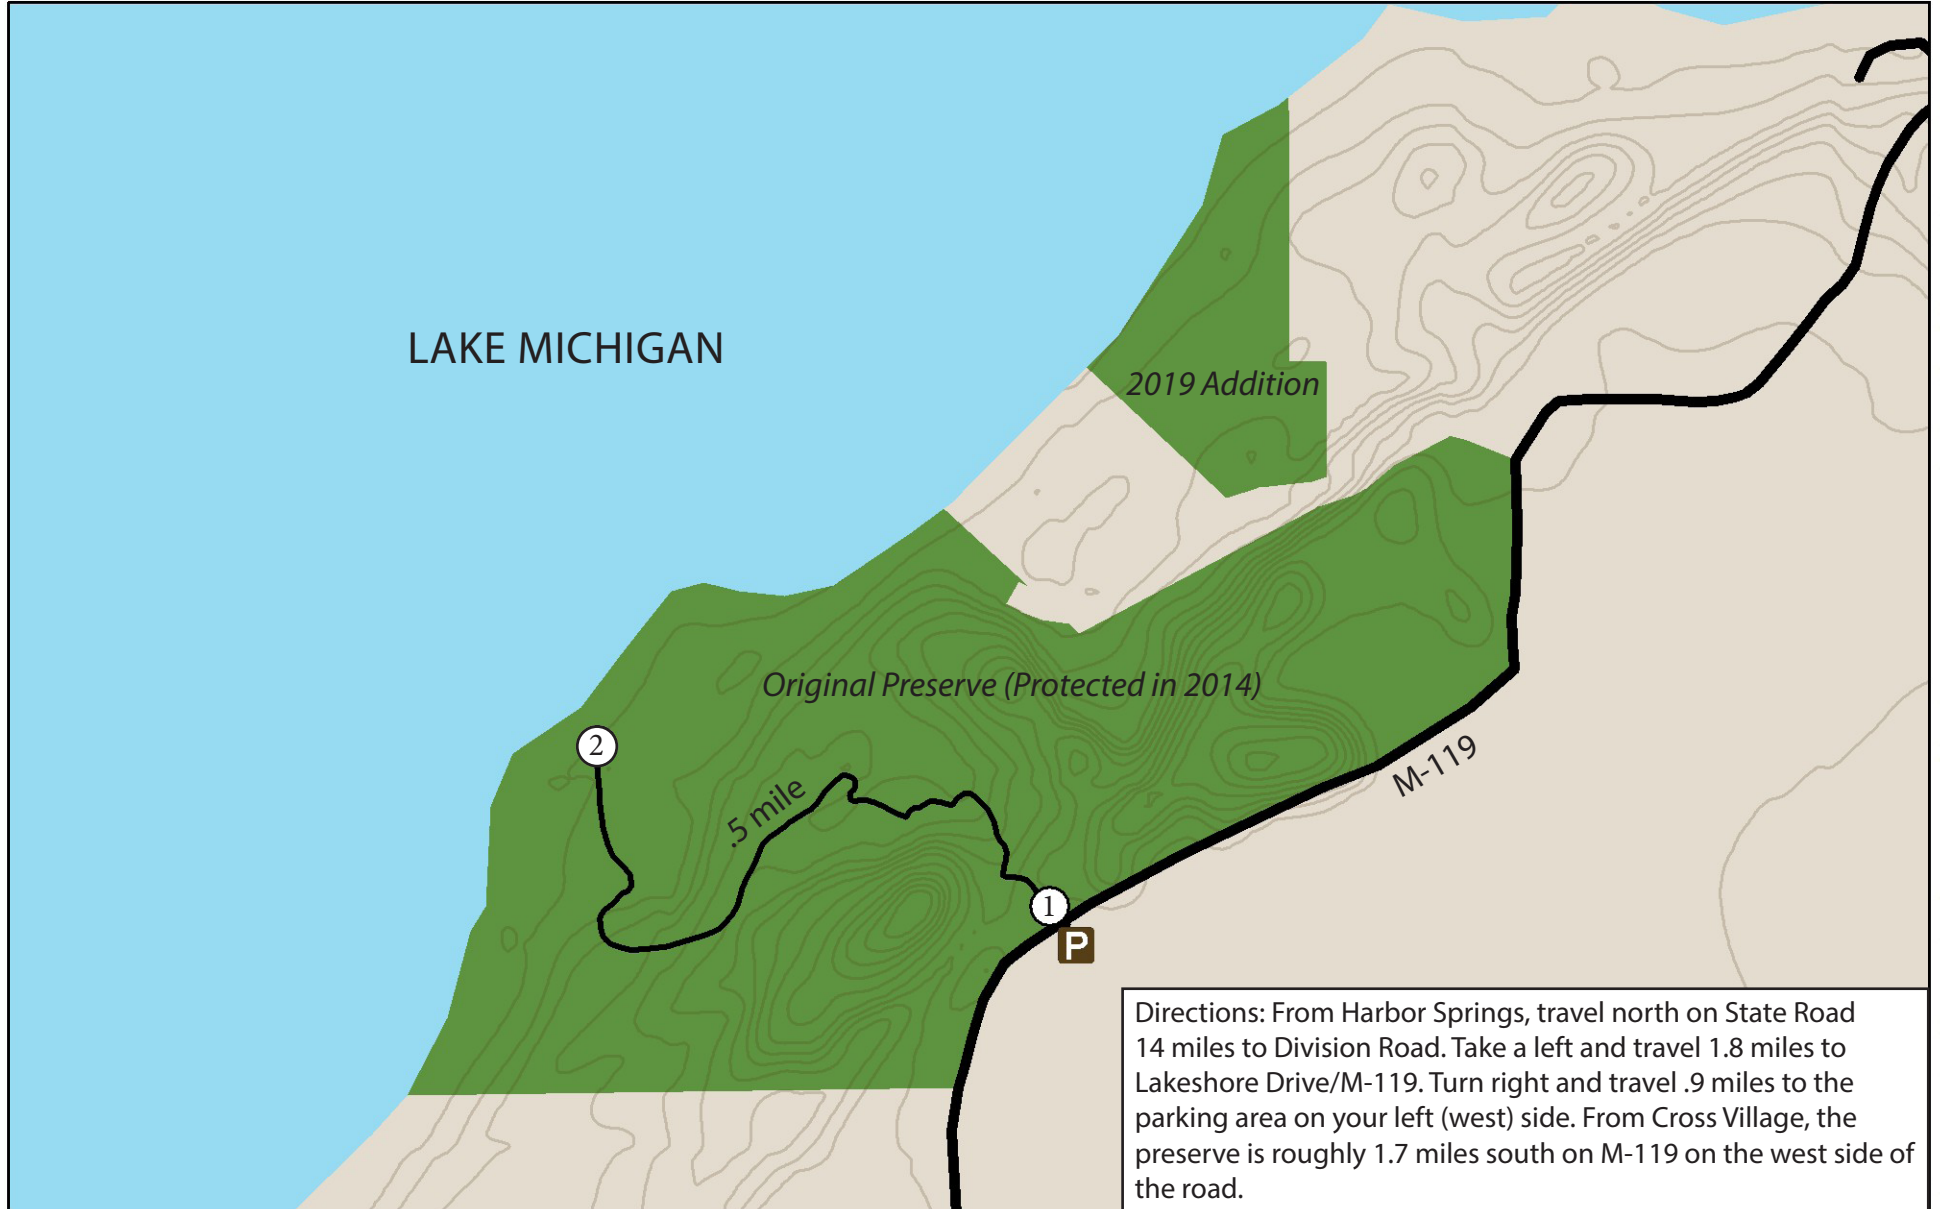 LAKE MICHIGAN
2019 Addition
Original Preserve (Protected in 2014)
2
.5 mile
M-119
1
P
Directions: From Harbor Springs, travel north on State Road
14 miles to Division Road. Take a left and travel 1.8 miles to
Lakeshore Drive/M-119. Turn right and travel .9 miles to the
parking area on your left (west) side. From Cross Village, the
preserve is roughly 1.7 miles south on M-119 on the west side of
the road.